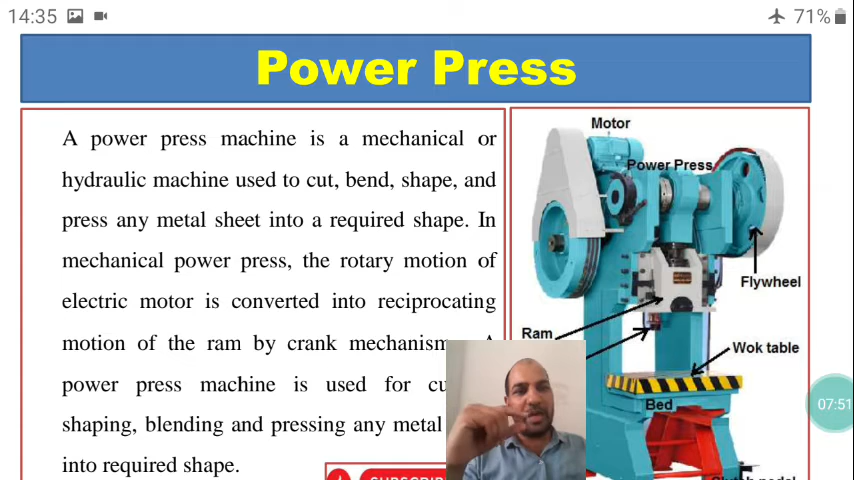 14:35
71%
Power Press
A power press machine is a mechanical or
hydraulic machine used to cut, bend, shape, and
press any metal sheet into a required shape. In
mechanical power press, the rotary motion of
electric motor is converted into reciprocating
motion of the ram by crank mechanism. A
power press machine is used for
shaping, blending and pressing any metal
into required shape.
Motor
Power Press
Flywheel
Ram
Wok table
Bed
07:51